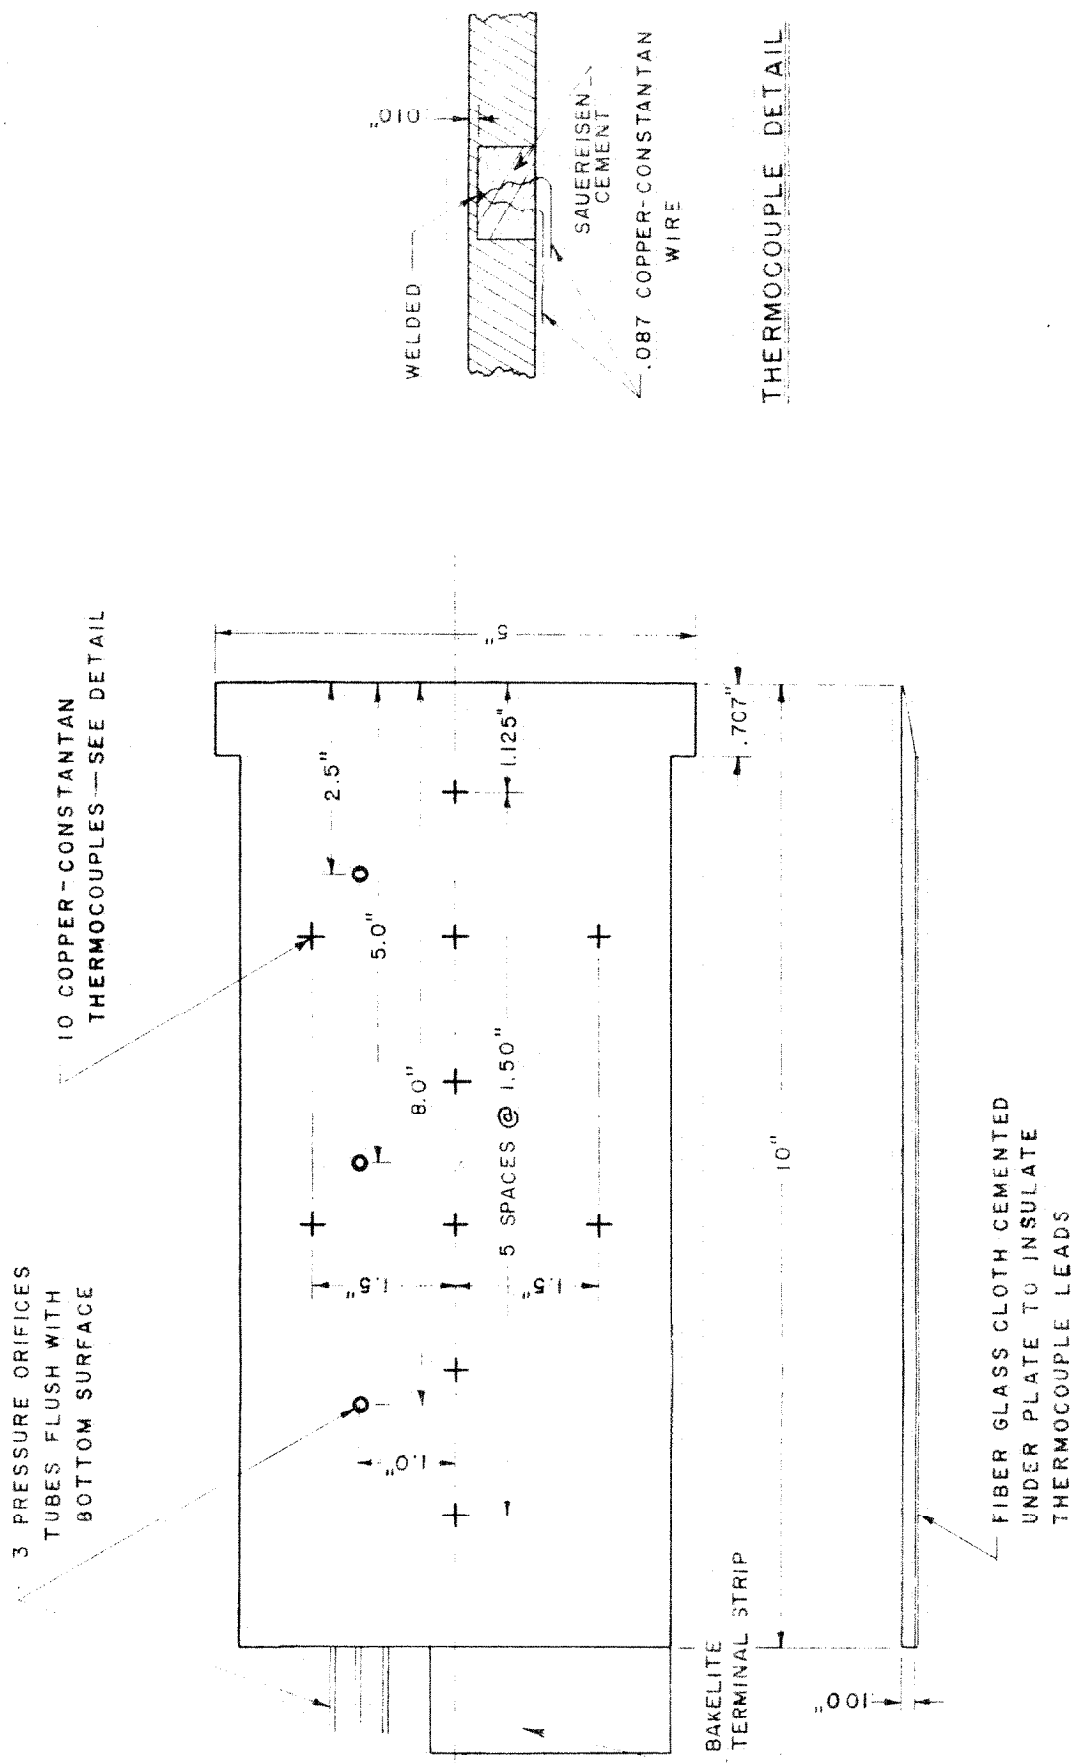 3 PRESSURE ORIFICES
TUBES FLUSH WITH
BOTTOM SURFACE
10 COPPER-CONSTANTAN
THERMOCOUPLES—SEE DETAIL
2.5"
5.0"
8.0"
1.125"
5 SPACES @ 1.50"
1.5"
1.5"
1.0"
5"
.707"
10"
BAKELITE
TERMINAL STRIP
.100"
FIBER GLASS CLOTH CEMENTED
UNDER PLATE TO INSULATE
THERMOCOUPLE LEADS
WELDED
.010"
SAUEREISEN
CEMENT
.087 COPPER-CONSTANTAN
WIRE
THERMOCOUPLE DETAIL